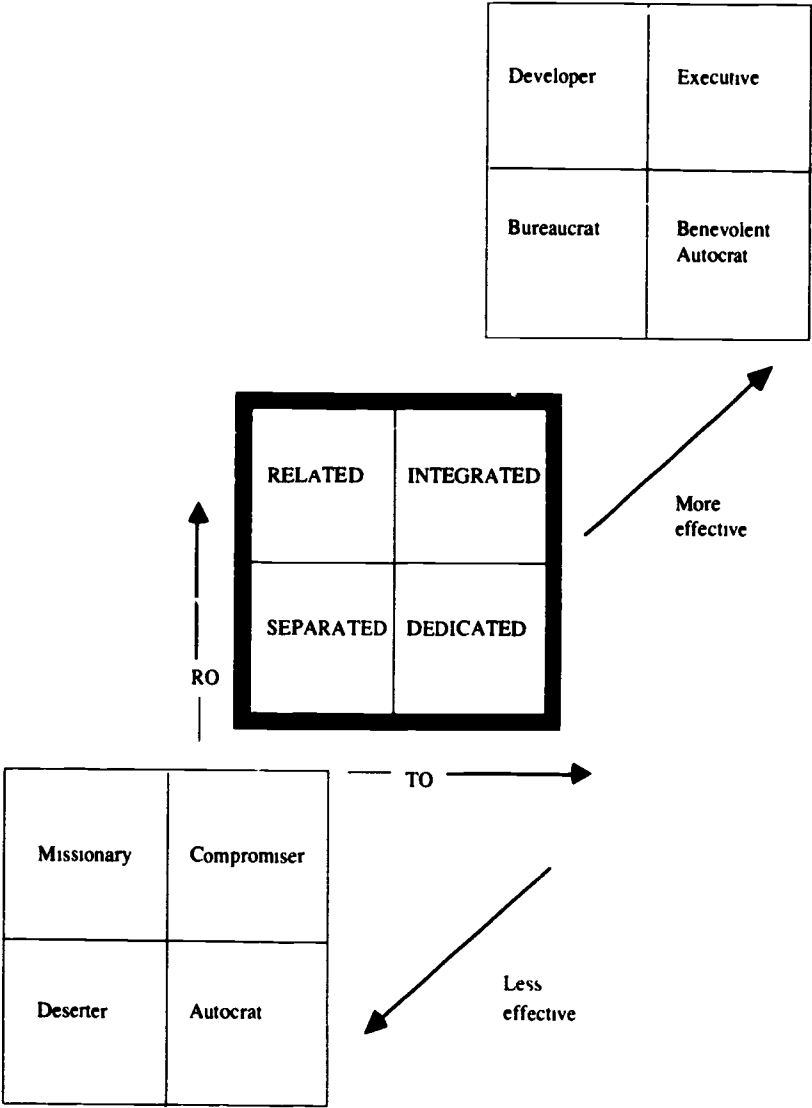 Developer
Executive
Bureaucrat
Benevolent
Autocrat
RELATED
INTEGRATED
More
effective
SEPARATED
DEDICATED
RO
TO
Missionary
Compromiser
Less
effective
Deserter
Autocrat